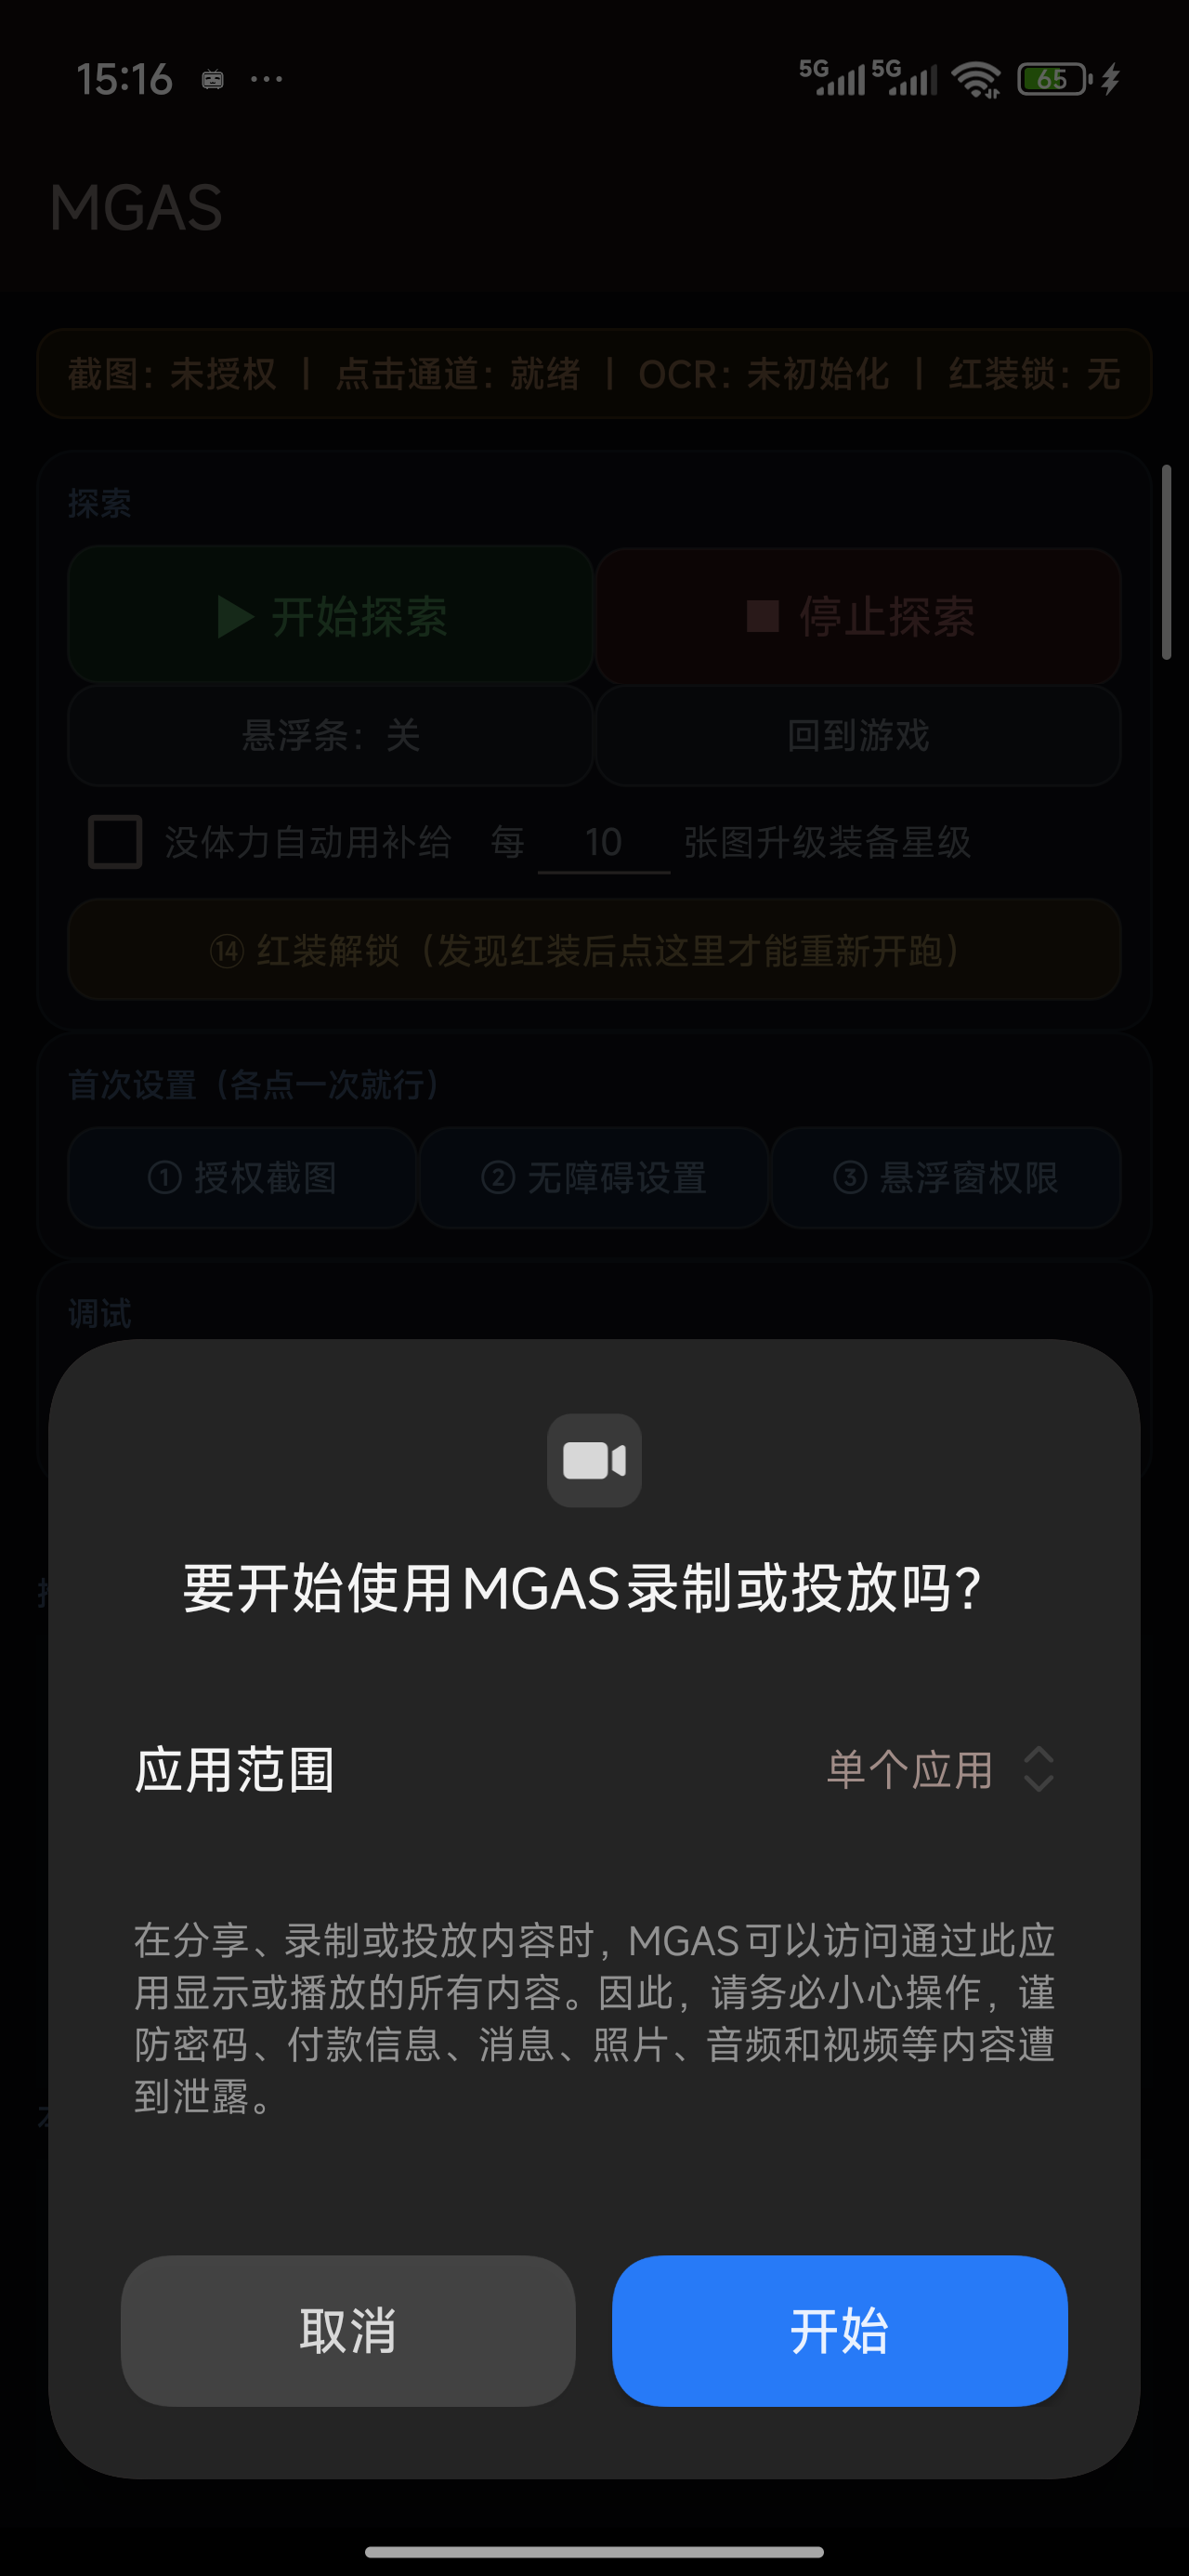 15:16 ... 5G 5G 65
MGAS
截图：未授权 | 点击通道：就绪 | OCR：未初始化 | 红装锁：无
探索
▶ 开始探索 ■ 停止探索
悬浮条：关 回到游戏
没体力自动用补给 每 10 张图升级装备星级
⑭ 红装解锁（发现红装后点这里才能重新开跑）
首次设置（各点一次就行）
① 授权截图 ② 无障碍设置 ③ 悬浮窗权限
调试
要开始使用MGAS录制或投放吗？
应用范围 单个应用
在分享、录制或投放内容时，MGAS可以访问通过此应
用显示或播放的所有内容。因此，请务必小心操作，谨
防密码、付款信息、消息、照片、音频和视频等内容遭
到泄露。
取消 开始